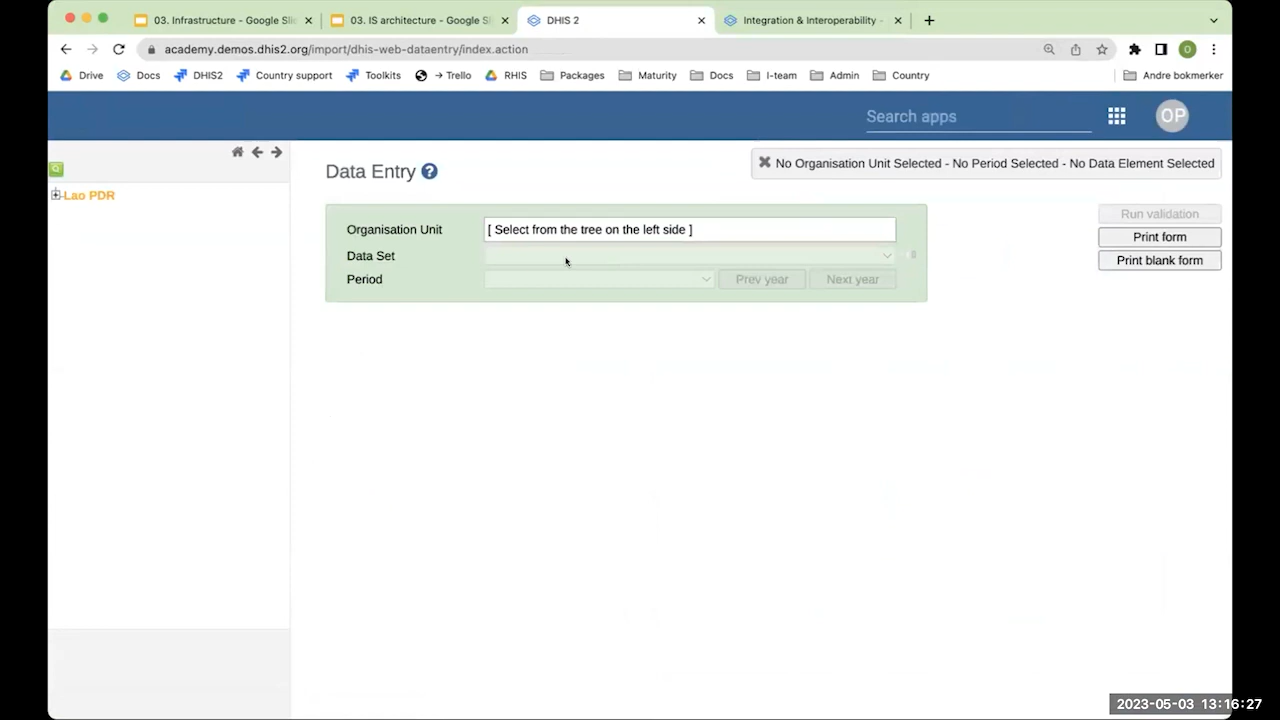 03. Infrastructure - Google Sli
03. IS architecture - Google Sl
DHIS 2
Integration & Interoperability -
academy.demos.dhis2.org/import/dhis-web-dataentry/index.action
O
Drive
Docs
DHIS2
Country support
Toolkits
→ Trello
RHIS
Packages
Maturity
Docs
I-team
Admin
Country
Andre bokmerker
Search apps
OP
Lao PDR
Data Entry ?
No Organisation Unit Selected - No Period Selected - No Data Element Selected
Organisation Unit
[ Select from the tree on the left side ]
Data Set
Period
Prev year
Next year
Run validation
Print form
Print blank form
2023-05-03 13:16:27